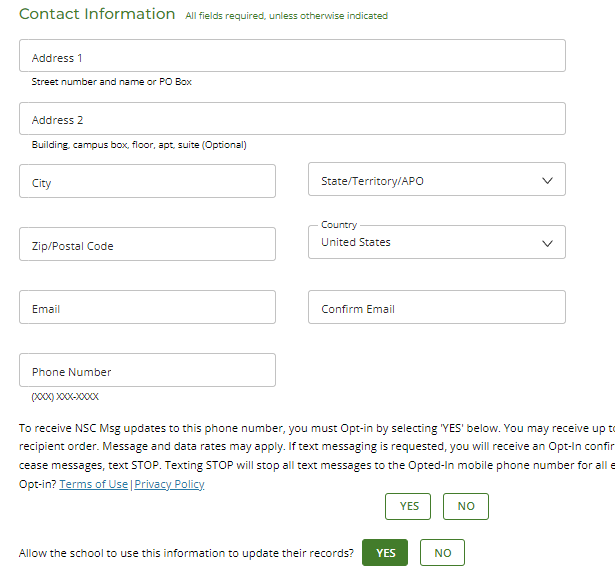 Contact Information All fields required, unless otherwise indicated
Address 1
Street number and name or PO Box
Address 2
Building, campus box, floor, apt, suite (Optional)
City
State/Territory/APO
Zip/Postal Code
Country
United States
Email
Confirm Email
Phone Number
(XXX) XXX-XXXX
To receive NSC Msg updates to this phone number, you must Opt-in by selecting 'YES' below. You may receive up
recipient order. Message and data rates may apply. If text messaging is requested, you will receive an Opt-In
cease messages, text STOP. Texting STOP will stop all text messages to the Opted-In mobile phone number for all
Opt-in? Terms of Use | Privacy Policy
YES NO
Allow the school to use this information to update their records? YES NO